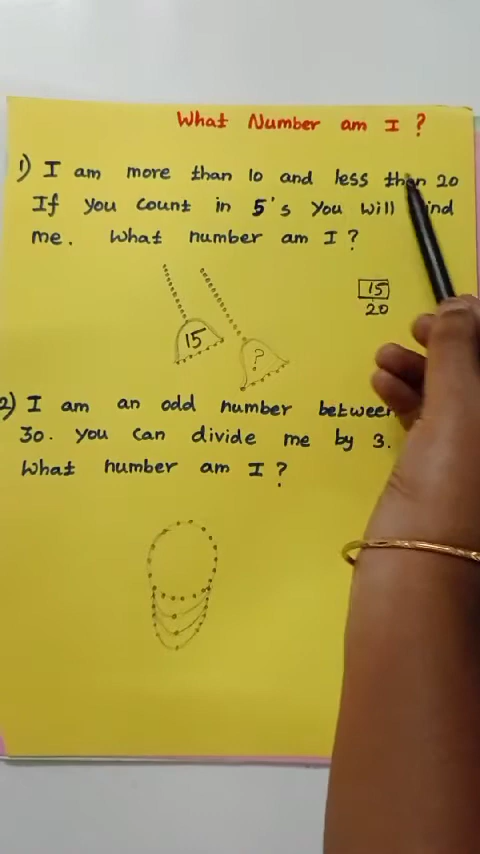 What Number am I ?
1) I am more than 10 and less than 20
If you count in 5's you will find
me. What number am I ?
15
20
15
?
2) I am an odd number between
30. you can divide me by 3.
What number am I ?